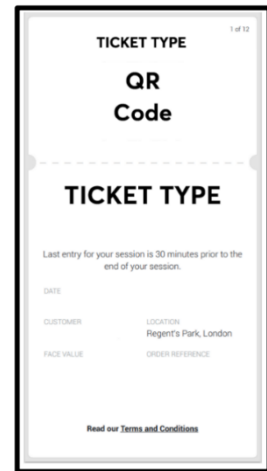 1 of 12
TICKET TYPE
QR
Code
TICKET TYPE
Last entry for your session is 30 minutes prior to the
end of your session.
DATE
CUSTOMER
LOCATION
Regent's Park, London
FACE VALUE
ORDER REFERENCE
Read our Terms and Conditions